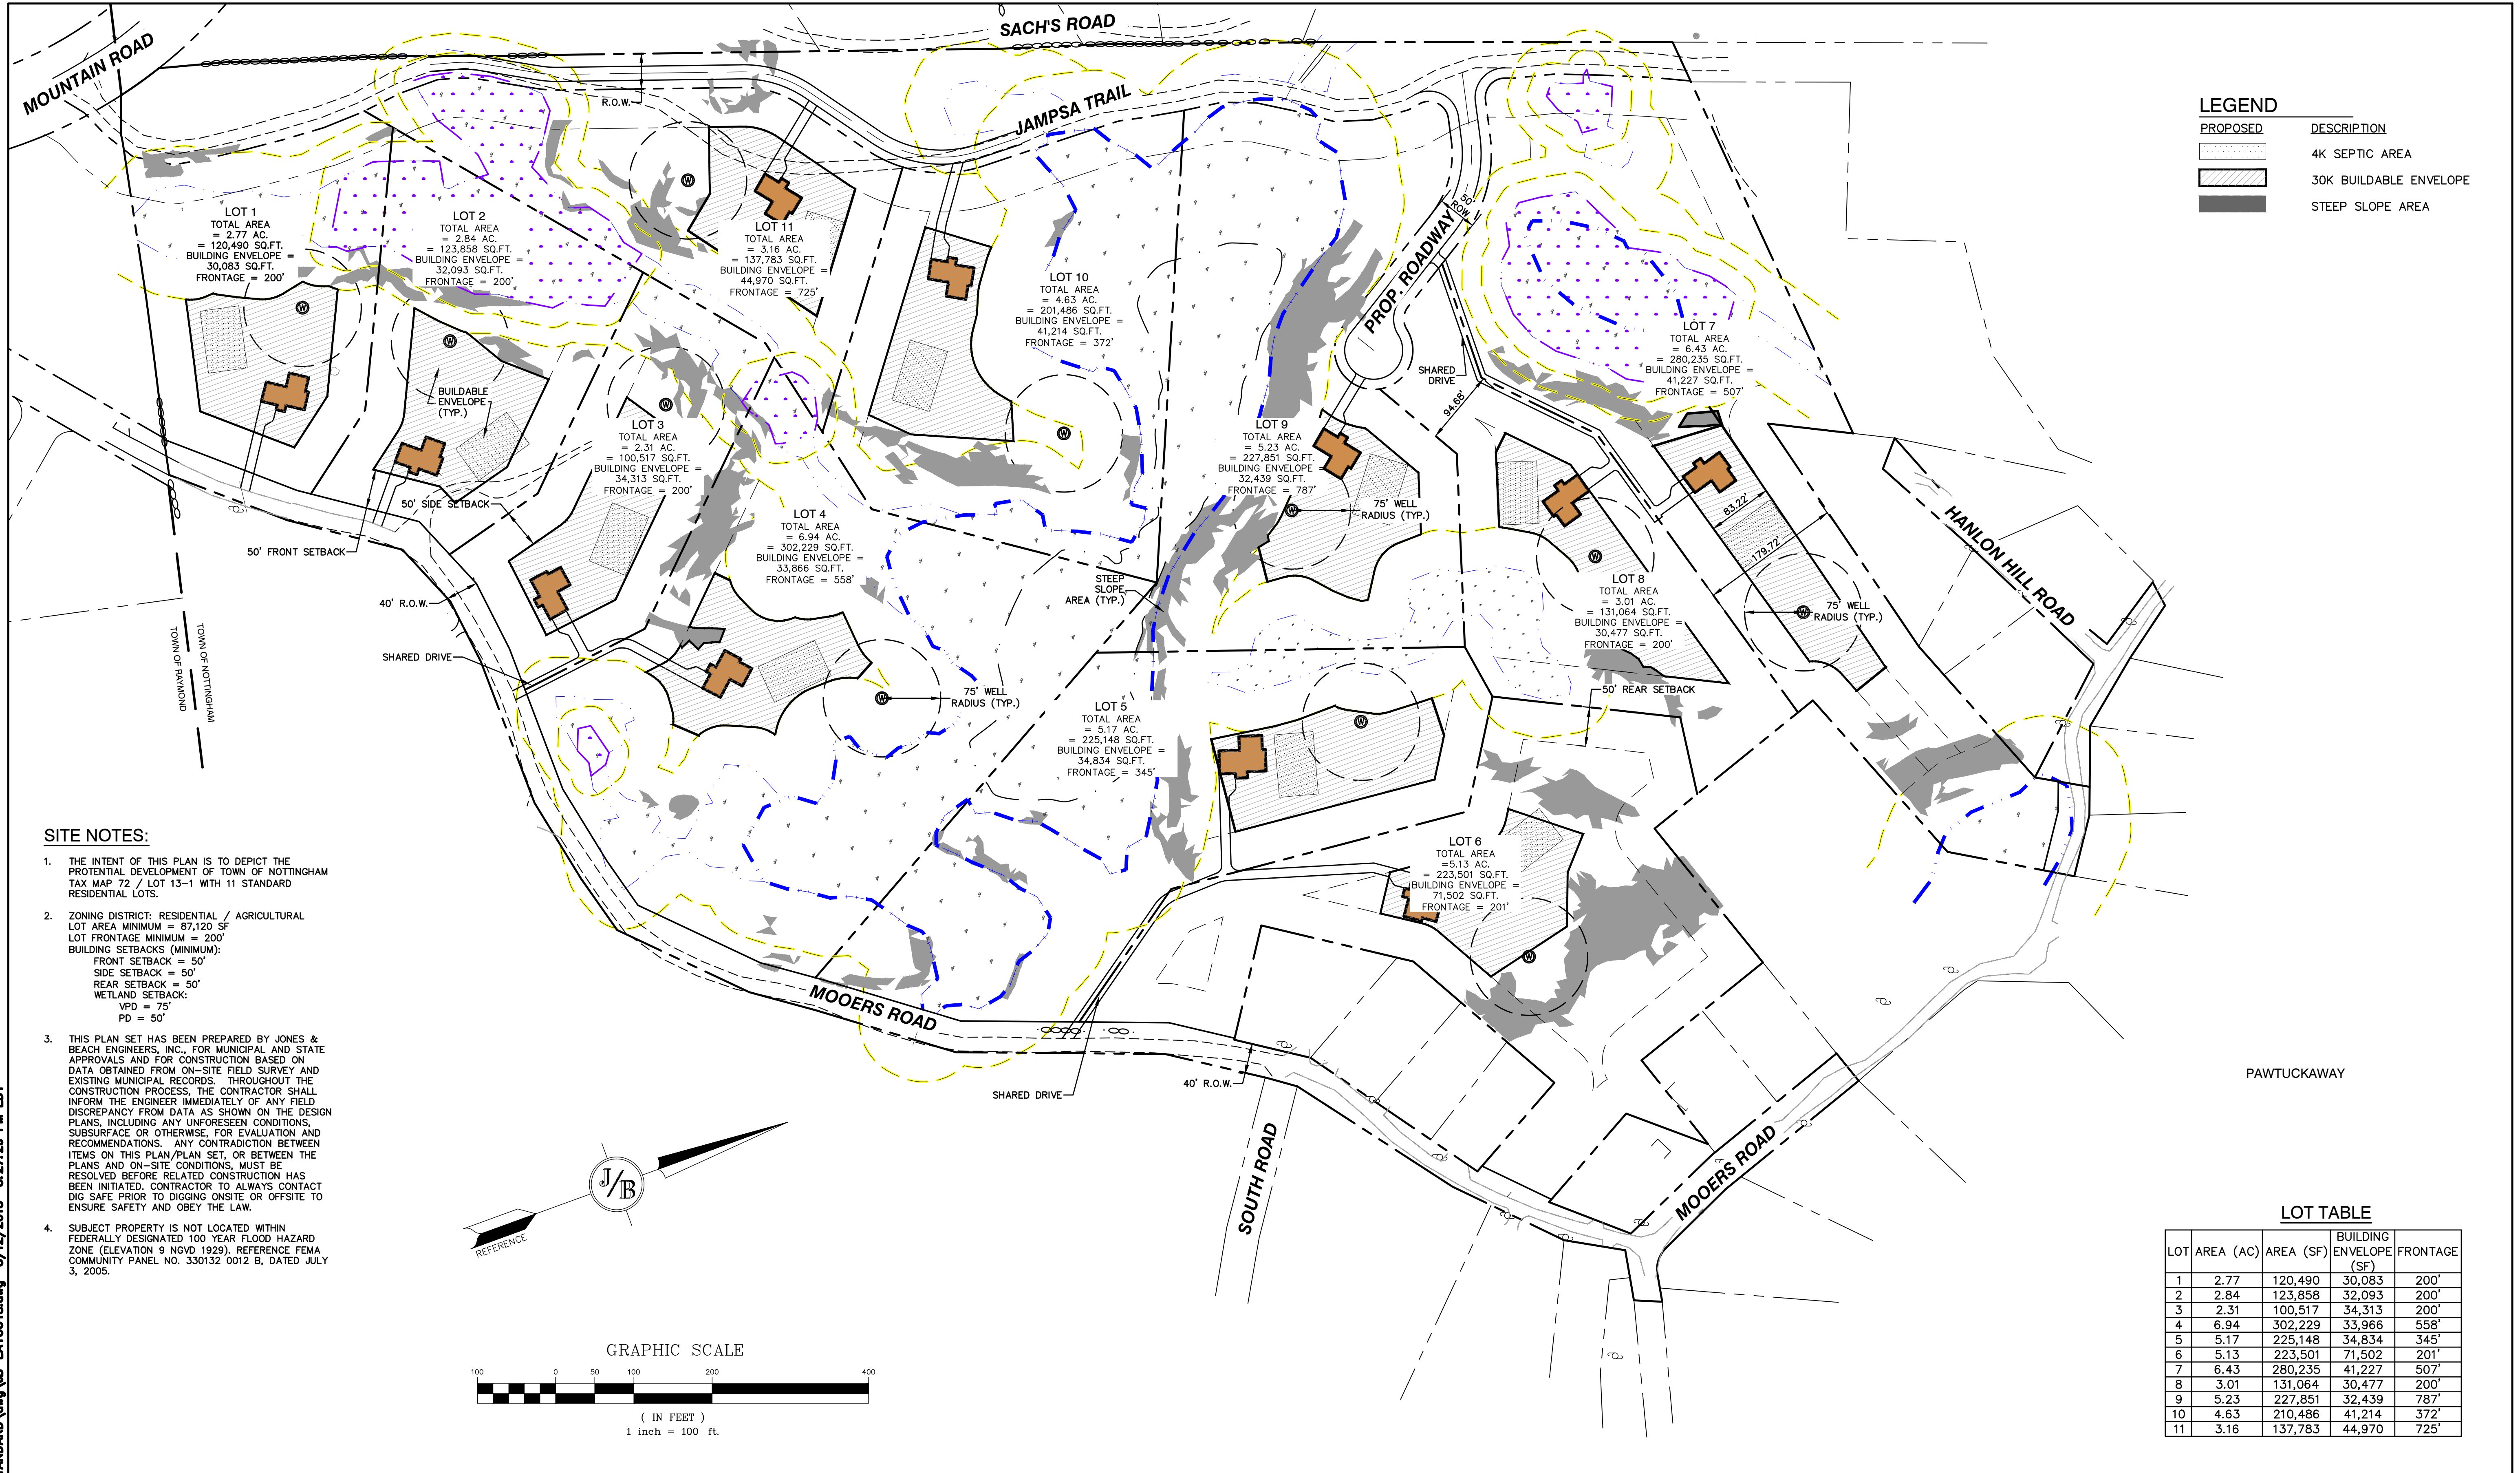 SACH'S ROAD
MOUNTAIN ROAD
R.O.W.
JAMPSA TRAIL
LEGEND
PROPOSED DESCRIPTION
4K SEPTIC AREA
30K BUILDABLE ENVELOPE
STEEP SLOPE AREA
LOT 1
TOTAL AREA
= 2.77 AC.
= 120,490 SQ.FT.
BUILDING ENVELOPE =
30,083 SQ.FT.
FRONTAGE = 200'
LOT 2
TOTAL AREA
= 2.84 AC.
= 123,858 SQ.FT.
BUILDING ENVELOPE =
32,093 SQ.FT.
FRONTAGE = 200'
LOT 11
TOTAL AREA
= 3.16 AC.
= 137,783 SQ.FT.
BUILDING ENVELOPE =
44,970 SQ.FT.
FRONTAGE = 725'
LOT 10
TOTAL AREA
= 4.63 AC.
= 201,486 SQ.FT.
BUILDING ENVELOPE =
41,214 SQ.FT.
FRONTAGE = 372'
50'
ROW
PROP. ROADWAY
LOT 7
TOTAL AREA
= 6.43 AC.
= 280,235 SQ.FT.
BUILDING ENVELOPE =
41,227 SQ.FT.
FRONTAGE = 507'
SHARED
DRIVE
94.68'
BUILDABLE
ENVELOPE
(TYP.)
LOT 3
TOTAL AREA
= 2.31 AC.
= 100,517 SQ.FT.
BUILDING ENVELOPE =
34,313 SQ.FT.
FRONTAGE = 200'
LOT 9
TOTAL AREA
= 5.23 AC.
= 227,851 SQ.FT.
BUILDING ENVELOPE =
32,439 SQ.FT.
FRONTAGE = 787'
W
W
W
W
W
W
W
W
W
W
W
50' SIDE SETBACK
50' FRONT SETBACK
LOT 4
TOTAL AREA
= 6.94 AC.
= 302,229 SQ.FT.
BUILDING ENVELOPE =
33,866 SQ.FT.
FRONTAGE = 558'
75' WELL
RADIUS (TYP.)
83.22'
179.72'
HANLON HILL ROAD
40' R.O.W.
STEEP
SLOPE
AREA (TYP.)
LOT 8
TOTAL AREA
= 3.01 AC.
= 131,064 SQ.FT.
BUILDING ENVELOPE =
30,477 SQ.FT.
FRONTAGE = 200'
75' WELL
RADIUS (TYP.)
TOWN OF NOTTINGHAM
TOWN OF RAYMOND
SHARED DRIVE
75' WELL
RADIUS (TYP.)
50' REAR SETBACK
LOT 5
TOTAL AREA
= 5.17 AC.
= 225,148 SQ.FT.
BUILDING ENVELOPE =
34,834 SQ.FT.
FRONTAGE = 345'
LOT 6
TOTAL AREA
=5.13 AC.
= 223,501 SQ.FT.
BUILDING ENVELOPE =
71,502 SQ.FT.
FRONTAGE = 201'
SITE NOTES:
1. THE INTENT OF THIS PLAN IS TO DEPICT THE
PROTENTIAL DEVELOPMENT OF TOWN OF NOTTINGHAM
TAX MAP 72 / LOT 13-1 WITH 11 STANDARD
RESIDENTIAL LOTS.
2. ZONING DISTRICT: RESIDENTIAL / AGRICULTURAL
LOT AREA MINIMUM = 87,120 SF
LOT FRONTAGE MINIMUM = 200'
BUILDING SETBACKS (MINIMUM):
FRONT SETBACK = 50'
SIDE SETBACK = 50'
REAR SETBACK = 50'
WETLAND SETBACK:
VPD = 75'
PD = 50'
3. THIS PLAN SET HAS BEEN PREPARED BY JONES &
BEACH ENGINEERS, INC., FOR MUNICIPAL AND STATE
APPROVALS AND FOR CONSTRUCTION BASED ON
DATA OBTAINED FROM ON-SITE FIELD SURVEY AND
EXISTING MUNICIPAL RECORDS. THROUGHOUT THE
CONSTRUCTION PROCESS, THE CONTRACTOR SHALL
INFORM THE ENGINEER IMMEDIATELY OF ANY FIELD
DISCREPANCY FROM DATA AS SHOWN ON THE DESIGN
PLANS, INCLUDING ANY UNFORESEEN CONDITIONS,
SUBSURFACE OR OTHERWISE, FOR EVALUATION AND
RECOMMENDATIONS. ANY CONTRADICTION BETWEEN
ITEMS ON THIS PLAN/PLAN SET, OR BETWEEN THE
PLANS AND ON-SITE CONDITIONS, MUST BE
RESOLVED BEFORE RELATED CONSTRUCTION HAS
BEEN INITIATED. CONTRACTOR TO ALWAYS CONTACT
DIG SAFE PRIOR TO DIGGING ONSITE OR OFFSITE TO
ENSURE SAFETY AND OBEY THE LAW.
4. SUBJECT PROPERTY IS NOT LOCATED WITHIN
FEDERALLY DESIGNATED 100 YEAR FLOOD HAZARD
ZONE (ELEVATION 9 NGVD 1929). REFERENCE FEMA
COMMUNITY PANEL NO. 330132 0012 B, DATED JULY
3, 2005.
MOOERS ROAD
SHARED DRIVE
40' R.O.W.
SOUTH ROAD
MOOERS ROAD
PAWTUCKAWAY
J/B
REFERENCE
GRAPHIC SCALE
100 0 50 100 200 400
( IN FEET )
1 inch = 100 ft.
LOT TABLE
LOT AREA (AC) AREA (SF) BUILDING ENVELOPE (SF) FRONTAGE
1 2.77 120,490 30,083 200'
2 2.84 123,858 32,093 200'
3 2.31 100,517 34,313 200'
4 6.94 302,229 33,966 558'
5 5.17 225,148 34,834 345'
6 5.13 223,501 71,502 201'
7 6.43 280,235 41,227 507'
8 3.01 131,064 30,477 200'
9 5.23 227,851 32,439 787'
10 4.63 210,486 41,214 372'
11 3.16 137,783 44,970 725'